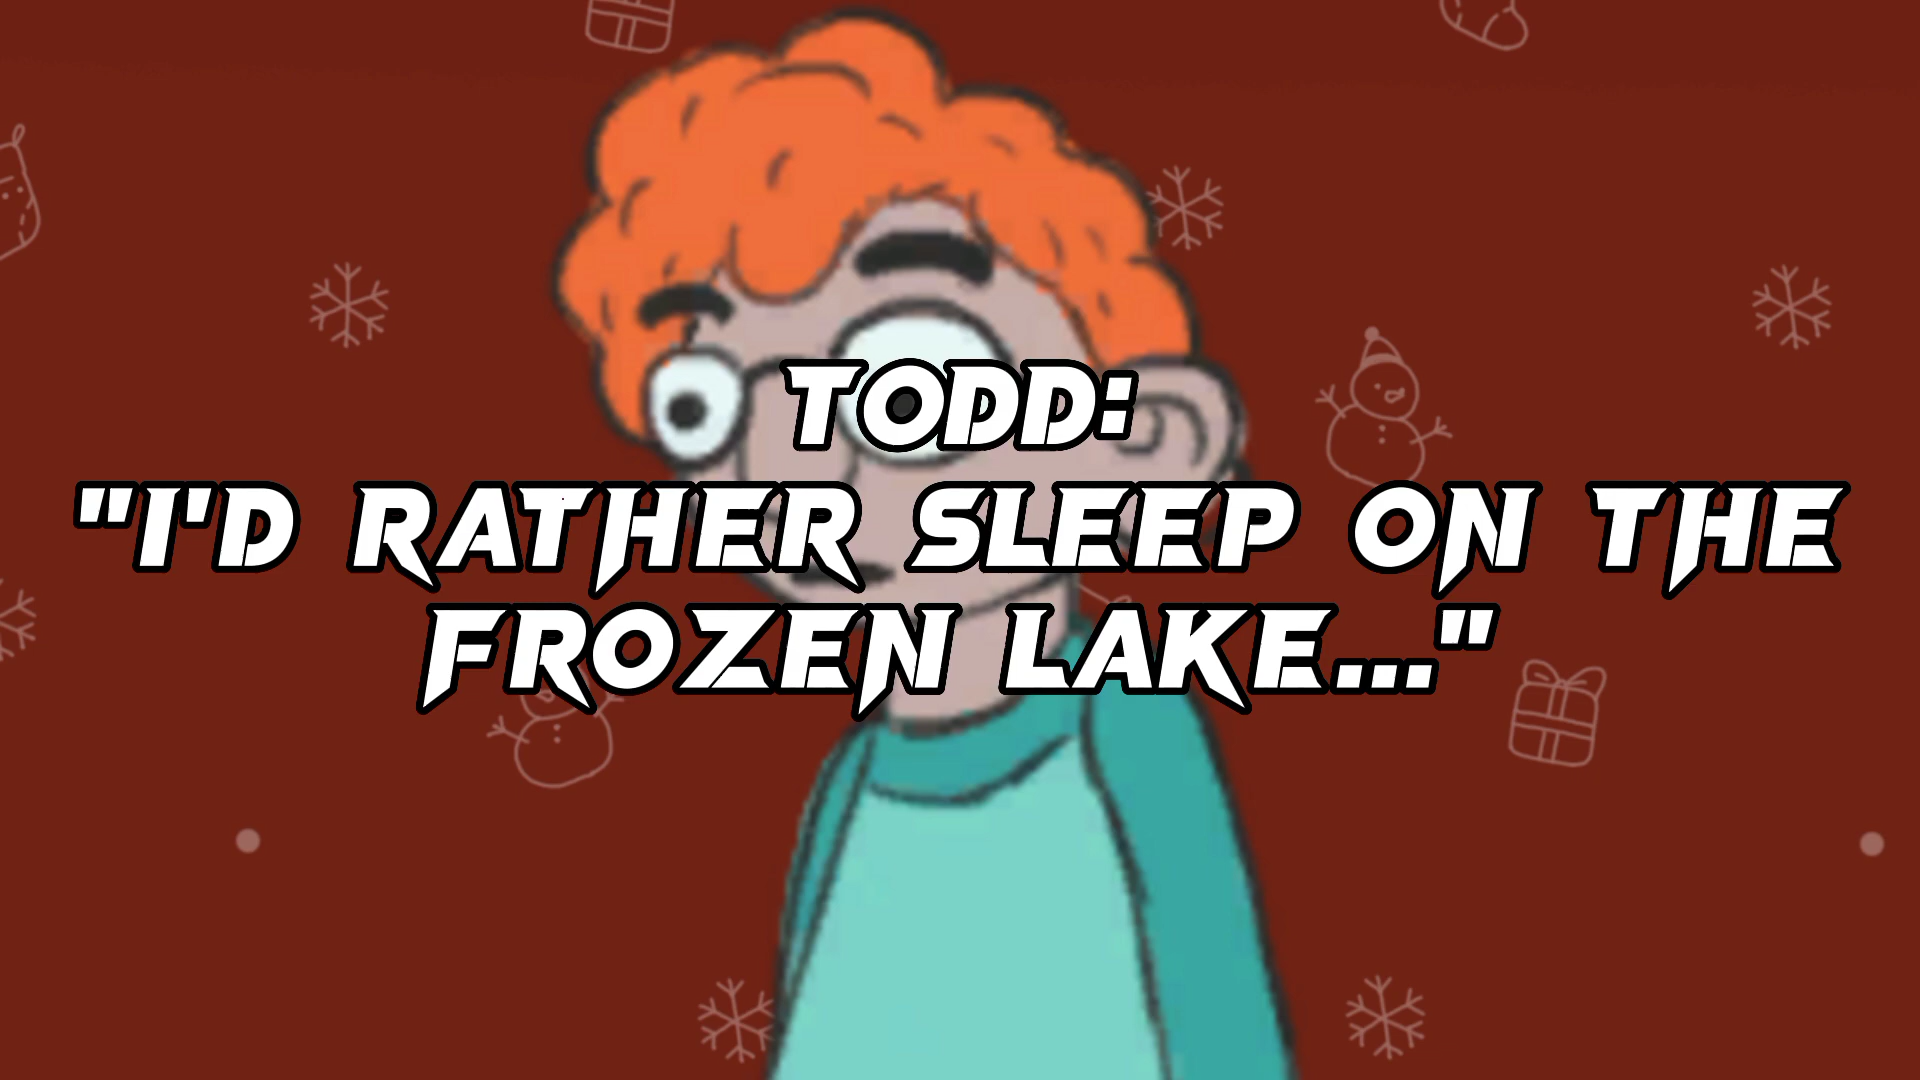 TODD:
"I'D RATHER SLEEP ON THE
FROZEN LAKE..."